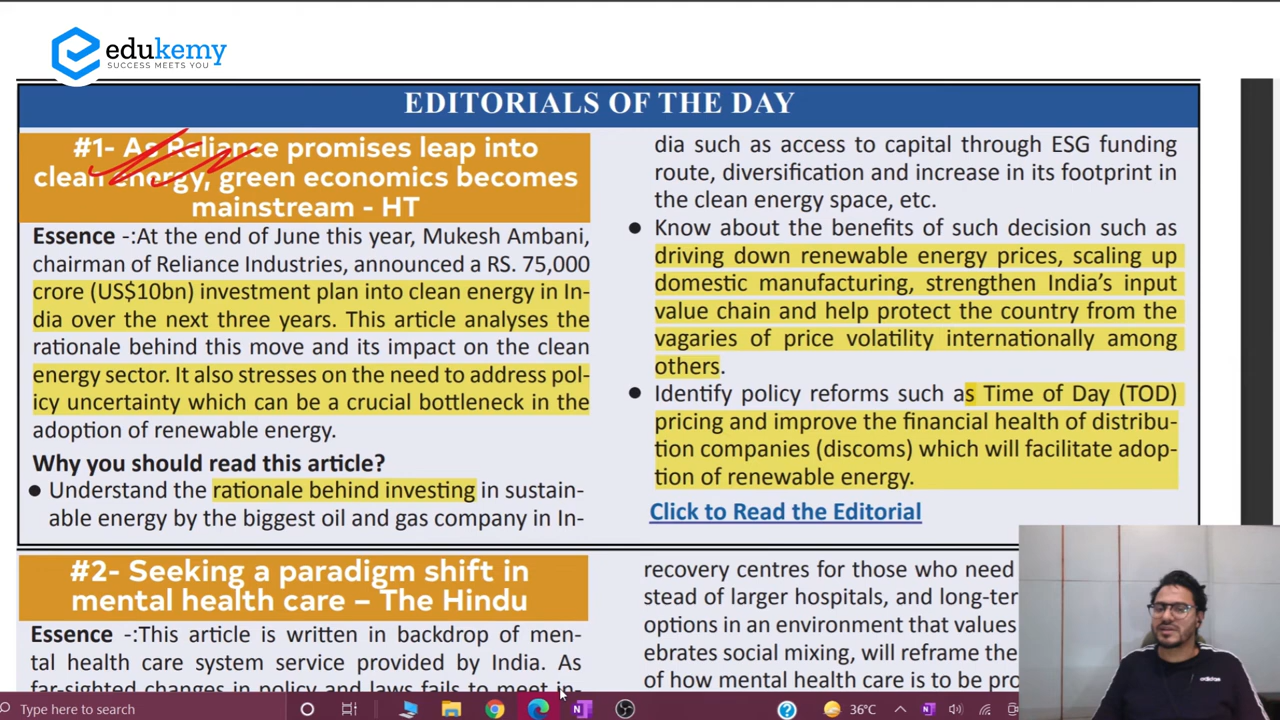 edukemy
SUCCESS MEETS YOU
EDITORIALS OF THE DAY
#1- As Reliance promises leap into
clean energy, green economics becomes
mainstream - HT
Essence -:At the end of June this year, Mukesh Ambani,
chairman of Reliance Industries, announced a RS. 75,000
crore (US$10bn) investment plan into clean energy in In-
dia over the next three years. This article analyses the
rationale behind this move and its impact on the clean
energy sector. It also stresses on the need to address pol-
icy uncertainty which can be a crucial bottleneck in the
adoption of renewable energy.
Why you should read this article?
● Understand the rationale behind investing in sustain-
able energy by the biggest oil and gas company in In-
dia such as access to capital through ESG funding
route, diversification and increase in its footprint in
the clean energy space, etc.
● Know about the benefits of such decision such as
driving down renewable energy prices, scaling up
domestic manufacturing, strengthen India's input
value chain and help protect the country from the
vagaries of price volatility internationally among
others.
● Identify policy reforms such as Time of Day (TOD)
pricing and improve the financial health of distribu-
tion companies (discoms) which will facilitate adop-
tion of renewable energy.
Click to Read the Editorial
#2- Seeking a paradigm shift in
mental health care – The Hindu
Essence -:This article is written in backdrop of men-
tal health care system service provided by India. As
far-sighted changes in policy and laws fails to meet in-
recovery centres for those who need
stead of larger hospitals, and long-ter
options in an environment that values
ebrates social mixing, will reframe the
of how mental health care is to be pro
adidas
Type here to search
36°C